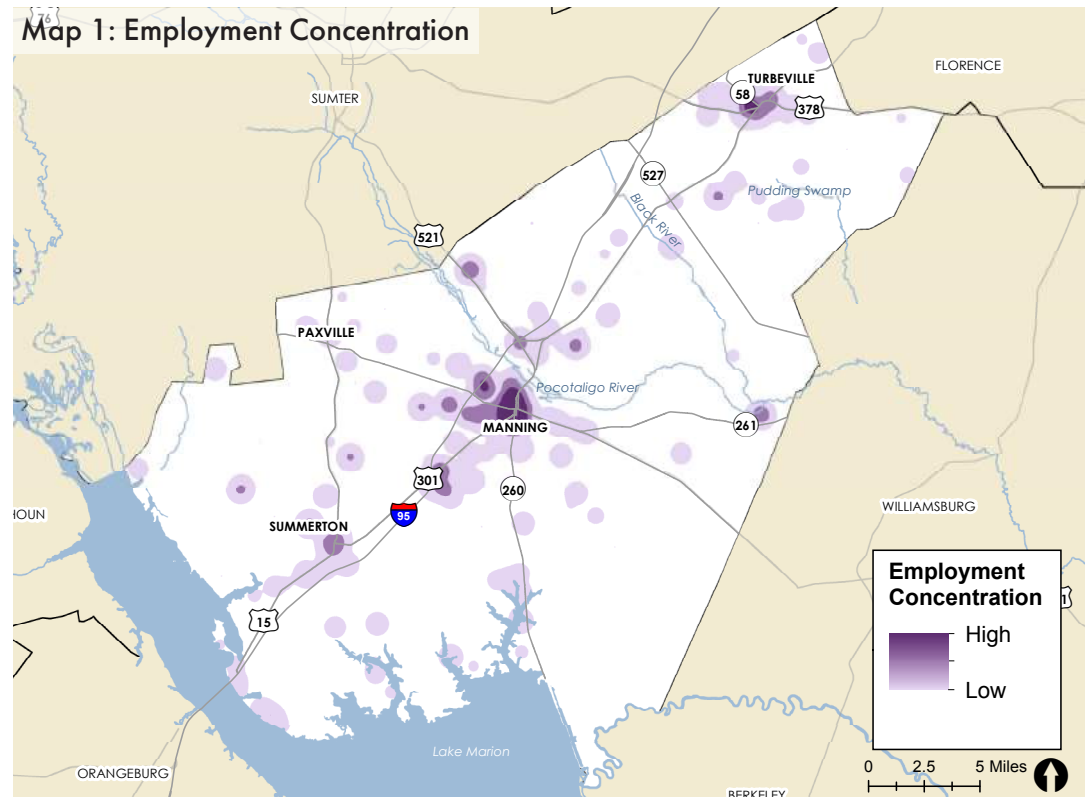 76
Map 1: Employment Concentration
FLORENCE
TURBEVILLE
58
378
SUMTER
527
Pudding Swamp
Black River
521
PAXVILLE
Pocotaligo River
MANNING
261
301
260
95
HOUN
SUMMERTON
WILLIAMSBURG
15
Employment
Concentration
High
Low
1
Lake Marion
ORANGEBURG
0 2.5 5 Miles
BERKELEY